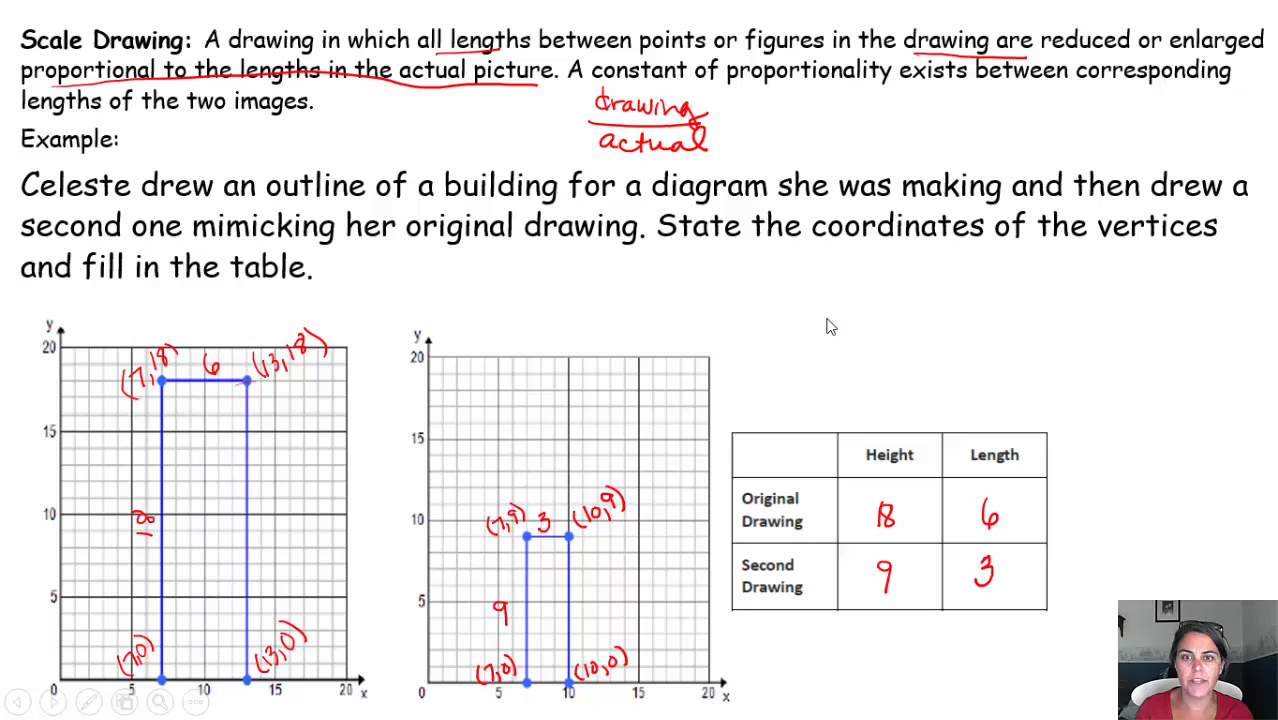 Scale Drawing: A drawing in which all lengths between points or figures in the drawing are reduced or enlarged
proportional to the lengths in the actual picture. A constant of proportionality exists between corresponding
lengths of the two images.
drawing
actual
Example:
Celeste drew an outline of a building for a diagram she was making and then drew a
second one mimicking her original drawing. State the coordinates of the vertices
and fill in the table.
y
20
15
10
5
0
5
10
15
20
x
(7,18)
6
(13,18)
18
(7,0)
(13,0)
y
20
15
10
5
0
5
10
15
20
x
(7,9)
3
(10,9)
9
(7,0)
(10,0)
Height Length
Original
Drawing
18 6
Second
Drawing
9 3